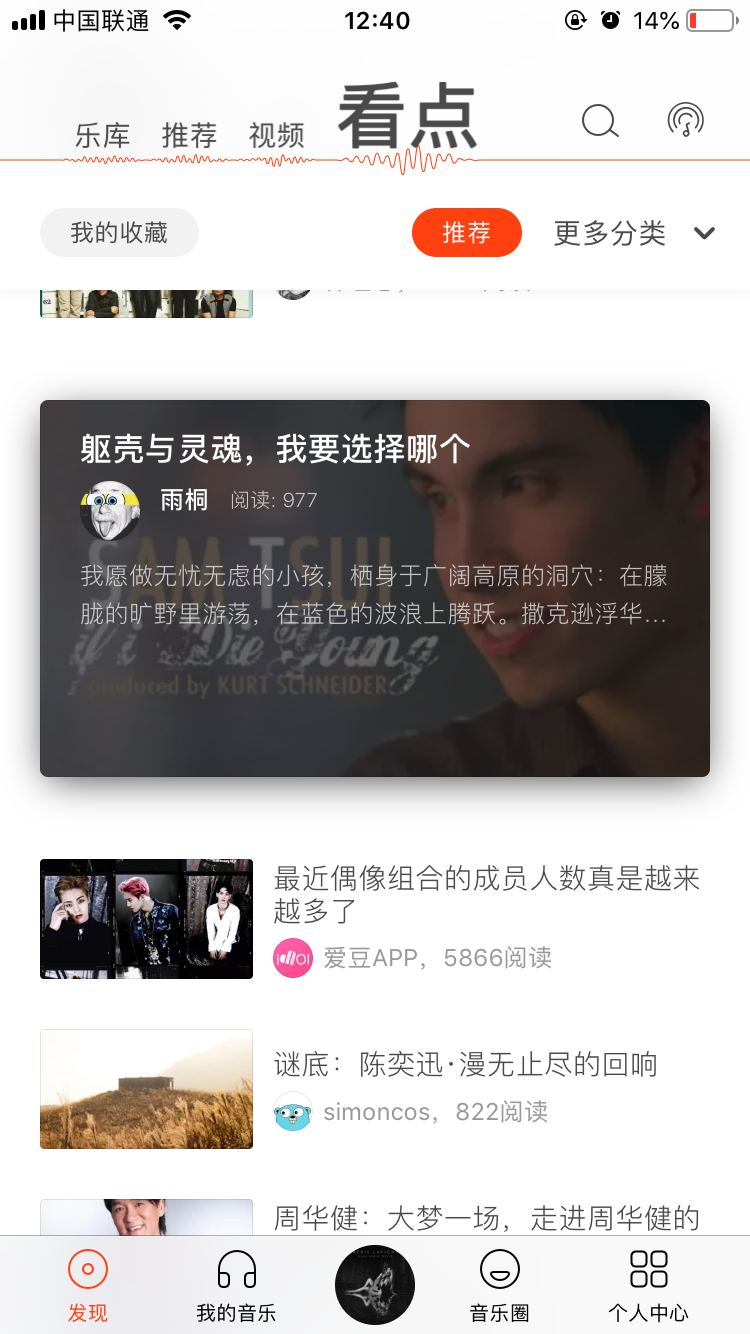 中国联通
12:40
14%
乐库
推荐
视频
看点
我的收藏
推荐
更多分类
躯壳与灵魂，我要选择哪个
雨桐
阅读: 977
SAM TSUI
我愿做无忧无虑的小孩，栖身于广阔高原的洞穴：在朦
胧的旷野里游荡，在蓝色的波浪上腾跃。撒克逊浮华...
if i Die Young
produced by KURT SCHNEIDER
最近偶像组合的成员人数真是越来
越多了
爱豆APP，5866阅读
谜底：陈奕迅·漫无止尽的回响
simoncos，822阅读
周华健：大梦一场，走进周华健的
发现
我的音乐
音乐圈
个人中心